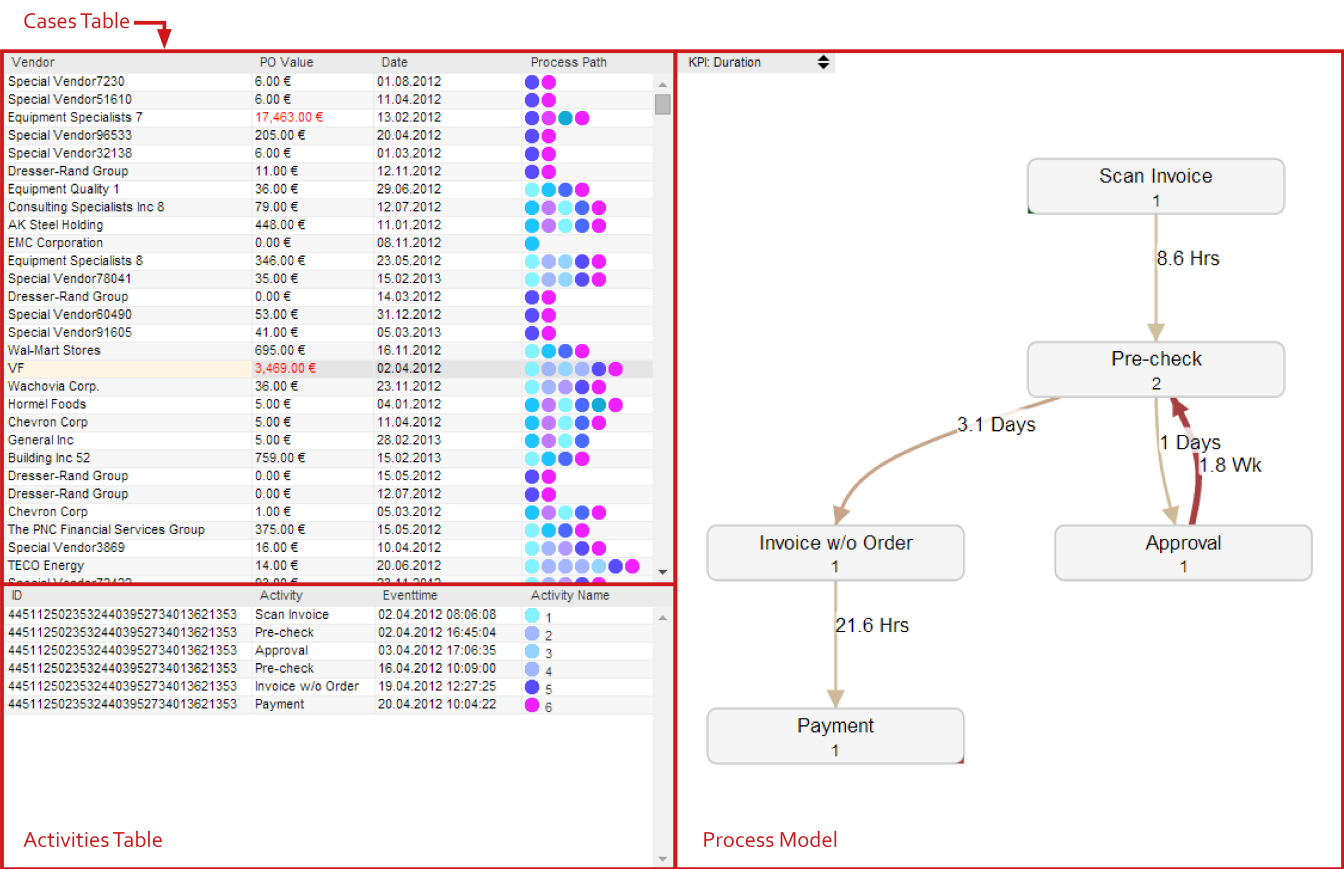 Cases Table
Vendor PO Value Date Process Path
Special Vendor7230 6.00 € 01.08.2012
Special Vendor51610 6.00 € 11.04.2012
Equipment Specialists 7 17,463.00 € 13.02.2012
Special Vendor96533 205.00 € 20.04.2012
Special Vendor32138 6.00 € 01.03.2012
Dresser-Rand Group 11.00 € 12.11.2012
Equipment Quality 1 36.00 € 29.06.2012
Consulting Specialists Inc 8 79.00 € 12.07.2012
AK Steel Holding 448.00 € 11.01.2012
EMC Corporation 0.00 € 08.11.2012
Equipment Specialists 8 346.00 € 23.05.2012
Special Vendor78041 35.00 € 15.02.2013
Dresser-Rand Group 0.00 € 14.03.2012
Special Vendor60490 53.00 € 31.12.2012
Special Vendor91605 41.00 € 05.03.2013
Wal-Mart Stores 695.00 € 16.11.2012
VF 3,469.00 € 02.04.2012
Wachovia Corp. 36.00 € 23.11.2012
Hormel Foods 5.00 € 04.01.2012
Chevron Corp 5.00 € 11.04.2012
General Inc 5.00 € 28.02.2013
Building Inc 52 759.00 € 15.02.2013
Dresser-Rand Group 0.00 € 15.05.2012
Dresser-Rand Group 0.00 € 12.07.2012
Chevron Corp 1.00 € 05.03.2012
The PNC Financial Services Group 375.00 € 15.05.2012
Special Vendor3869 16.00 € 10.04.2012
TECO Energy 14.00 € 20.06.2012
ID Activity Eventtime Activity Name
445112502353244039527340136​21353 Scan Invoice 02.04.2012 08:06:08 1
44511250235324403952734013621353 Pre-check 02.04.2012 16:45:04 2
44511250235324403952734013621353 Approval 03.04.2012 17:06:35 3
44511250235324403952734013621353 Pre-check 16.04.2012 10:09:00 4
44511250235324403952734013621353 Invoice w/o Order 19.04.2012 12:27:25 5
44511250235324403952734013621353 Payment 20.04.2012 10:04:22 6
Activities Table
KPI: Duration
Scan Invoice
1
8.6 Hrs
Pre-check
2
3.1 Days
1 Days
1.8 Wk
Invoice w/o Order
1
Approval
1
21.6 Hrs
Payment
1
Process Model